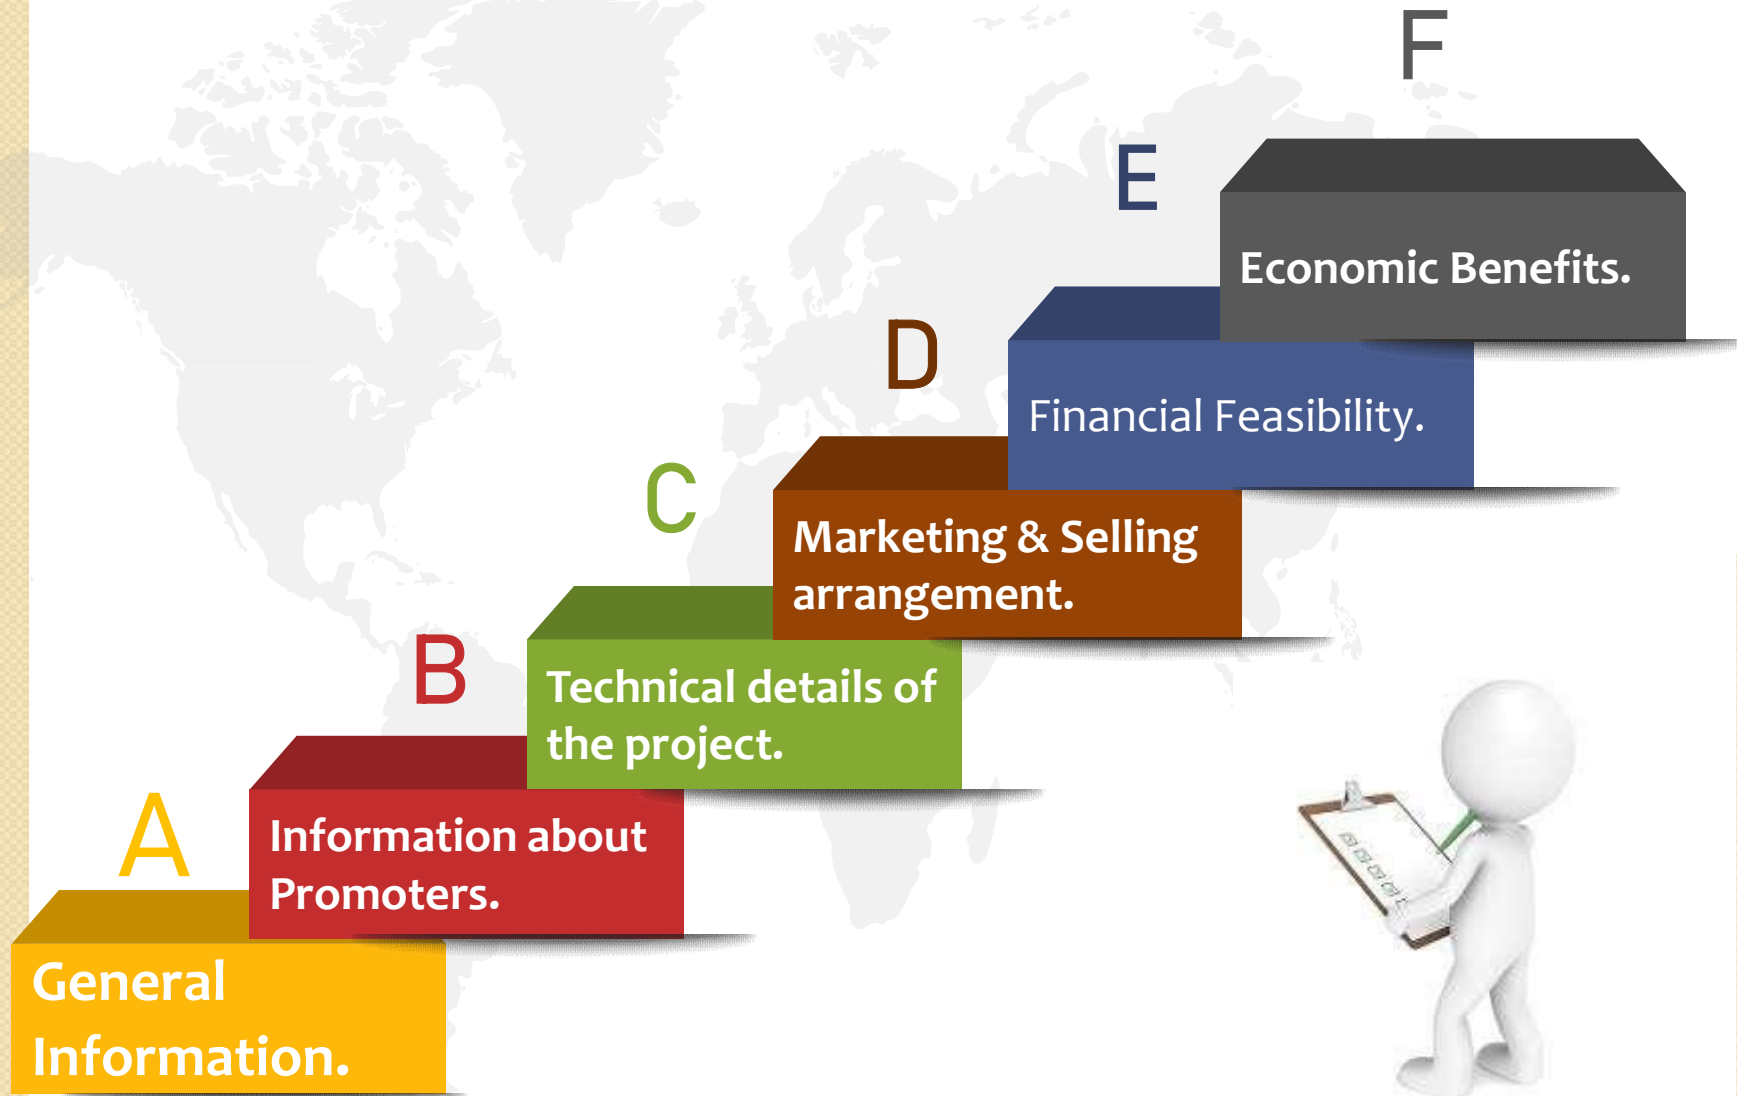 A
General
Information.
B
Information about
Promoters.
C
Technical details of
the project.
D
Marketing & Selling
arrangement.
E
Financial Feasibility.
F
Economic Benefits.